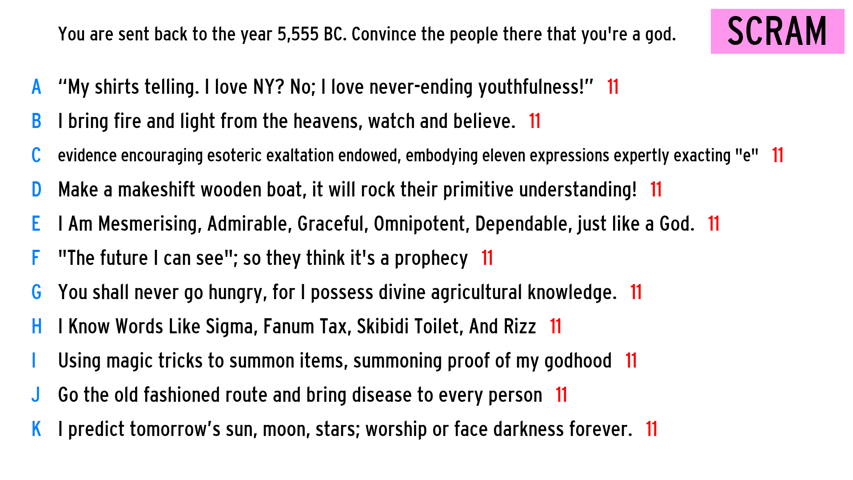 You are sent back to the year 5,555 BC. Convince the people there that you're a god.
SCRAM
A “My shirts telling. I love NY? No; I love never-ending youthfulness!” 11
B I bring fire and light from the heavens, watch and believe. 11
C evidence encouraging esoteric exaltation endowed, embodying eleven expressions expertly exacting "e" 11
D Make a makeshift wooden boat, it will rock their primitive understanding! 11
E I Am Mesmerising, Admirable, Graceful, Omnipotent, Dependable, just like a God. 11
F "The future I can see"; so they think it's a prophecy 11
G You shall never go hungry, for I possess divine agricultural knowledge. 11
H I Know Words Like Sigma, Fanum Tax, Skibidi Toilet, And Rizz 11
I Using magic tricks to summon items, summoning proof of my godhood 11
J Go the old fashioned route and bring disease to every person 11
K I predict tomorrow’s sun, moon, stars; worship or face darkness forever. 11